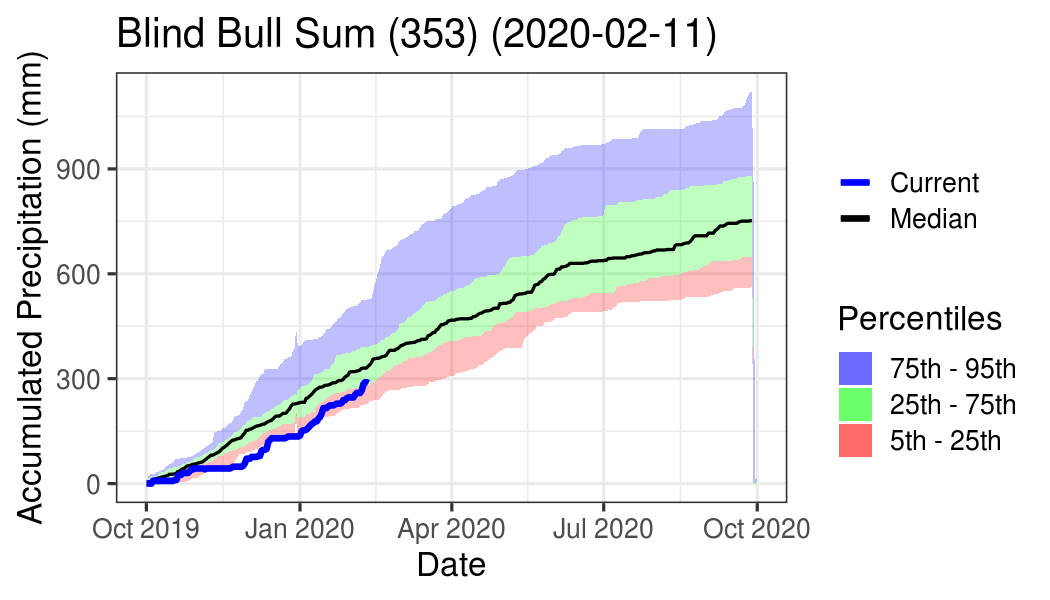 Blind Bull Sum (353) (2020-02-11)
Accumulated Precipitation (mm)
900
600
300
0
Oct 2019
Jan 2020
Apr 2020
Jul 2020
Oct 2020
Date
Current
Median
Percentiles
75th - 95th
25th - 75th
5th - 25th